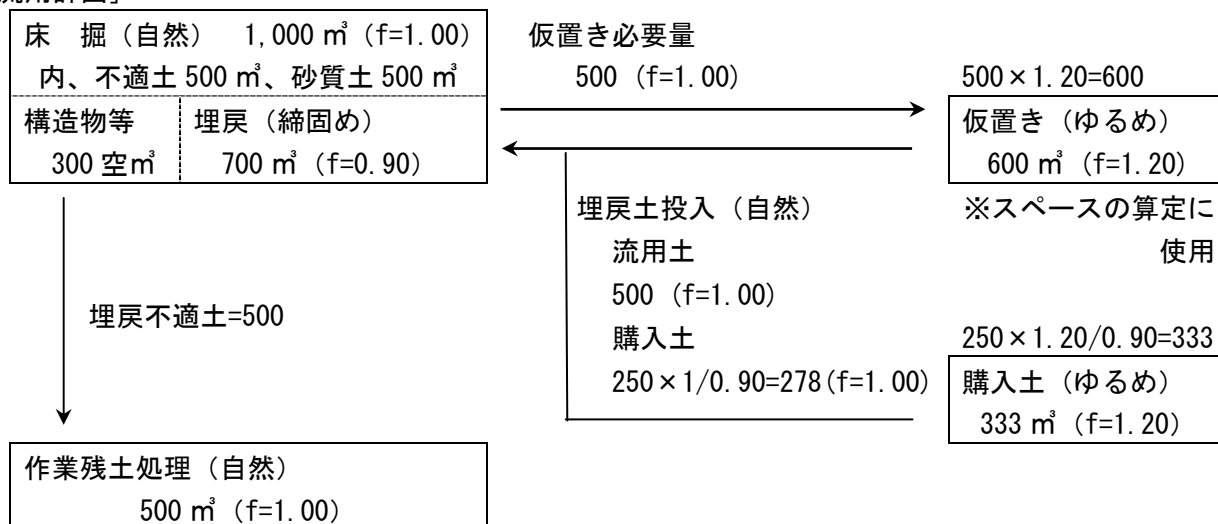 流用計画」
床　掘（自然）　1,000 ㎥（f=1.00）
内、不適土 500 ㎥、砂質土 500 ㎥
構造物等
300 空㎥
埋戻（締固め）
700 ㎥（f=0.90）
仮置き必要量
500（f=1.00）
500×1.20=600
仮置き（ゆるめ）
600 ㎥（f=1.20）
※スペースの算定に
使用
埋戻土投入（自然）
流用土
500（f=1.00）
購入土
250×1/0.90=278(f=1.00)
250×1.20/0.90=333
購入土（ゆるめ）
333 ㎥（f=1.20）
埋戻不適土=500
作業残土処理（自然）
500 ㎥（f=1.00）